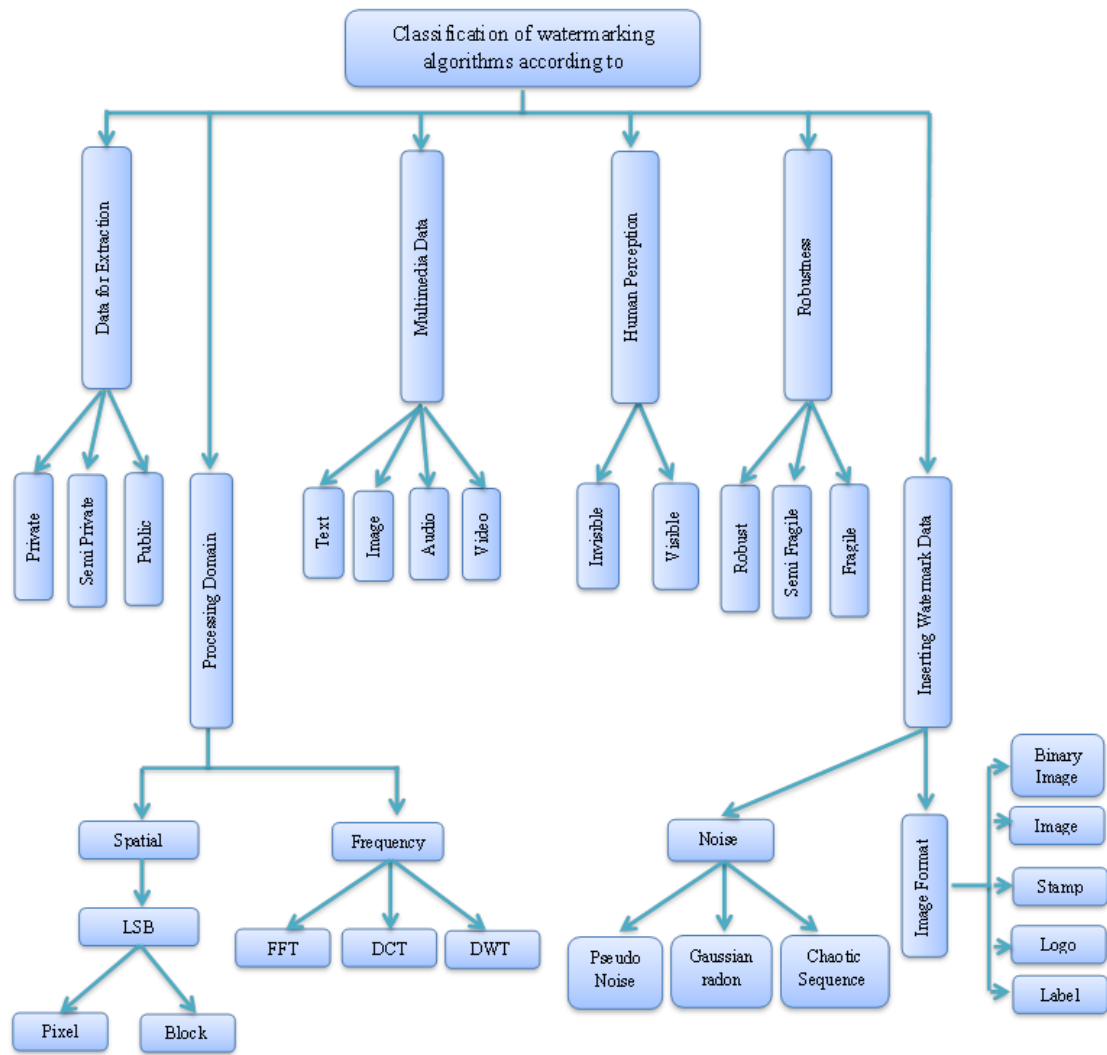 Classification of watermarking
algorithms according to
Data for Extraction
Multimedia Data
Human Perception
Robustness
Private
Semi Private
Public
Processing Domain
Text
Image
Audio
Video
Invisible
Visible
Robust
Semi Fragile
Fragile
Inserting Watermark Data
Spatial
Frequency
LSB
FFT
DCT
DWT
Pixel
Block
Noise
Pseudo
Noise
Gaussian
radon
Chaotic
Sequence
Image Format
Binary
Image
Image
Stamp
Logo
Label